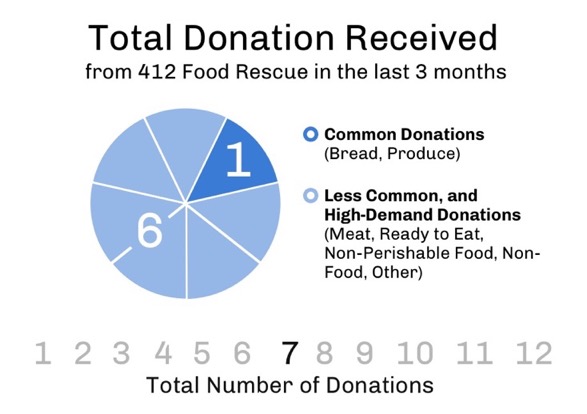 Total Donation Received
from 412 Food Rescue in the last 3 months
1
6
Common Donations
(Bread, Produce)
Less Common, and
High-Demand Donations
(Meat, Ready to Eat,
Non-Perishable Food, Non-
Food, Other)
1 2 3 4 5 6 7 8 9 10 11 12
Total Number of Donations